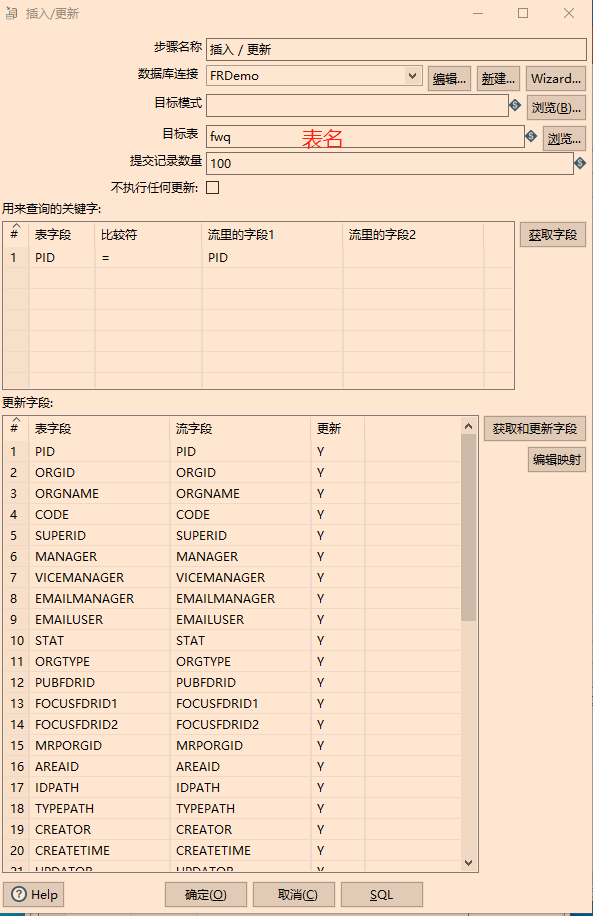 插入/更新
步骤名称 插入 / 更新
数据库连接 FRDemo 编辑... 新建... Wizard...
目标模式 浏览(B)...
目标表 fwq 表名 浏览...
提交记录数量 100
不执行任何更新:
用来查询的关键字:
# 表字段 比较符 流里的字段1 流里的字段2 获取字段
1 PID = PID
更新字段:
# 表字段 流字段 更新 获取和更新字段
编辑映射
1 PID PID Y
2 ORGID ORGID Y
3 ORGNAME ORGNAME Y
4 CODE CODE Y
5 SUPERID SUPERID Y
6 MANAGER MANAGER Y
7 VICEMANAGER VICEMANAGER Y
8 EMAILMANAGER EMAILMANAGER Y
9 EMAILUSER EMAILUSER Y
10 STAT STAT Y
11 ORGTYPE ORGTYPE Y
12 PUBFDRID PUBFDRID Y
13 FOCUSFDRID1 FOCUSFDRID1 Y
14 FOCUSFDRID2 FOCUSFDRID2 Y
15 MRPORGID MRPORGID Y
16 AREAID AREAID Y
17 IDPATH IDPATH Y
18 TYPEPATH TYPEPATH Y
19 CREATOR CREATOR Y
20 CREATETIME CREATETIME Y
21 UPDATOR UPDATOR Y
Help 确定(O) 取消(C) SQL